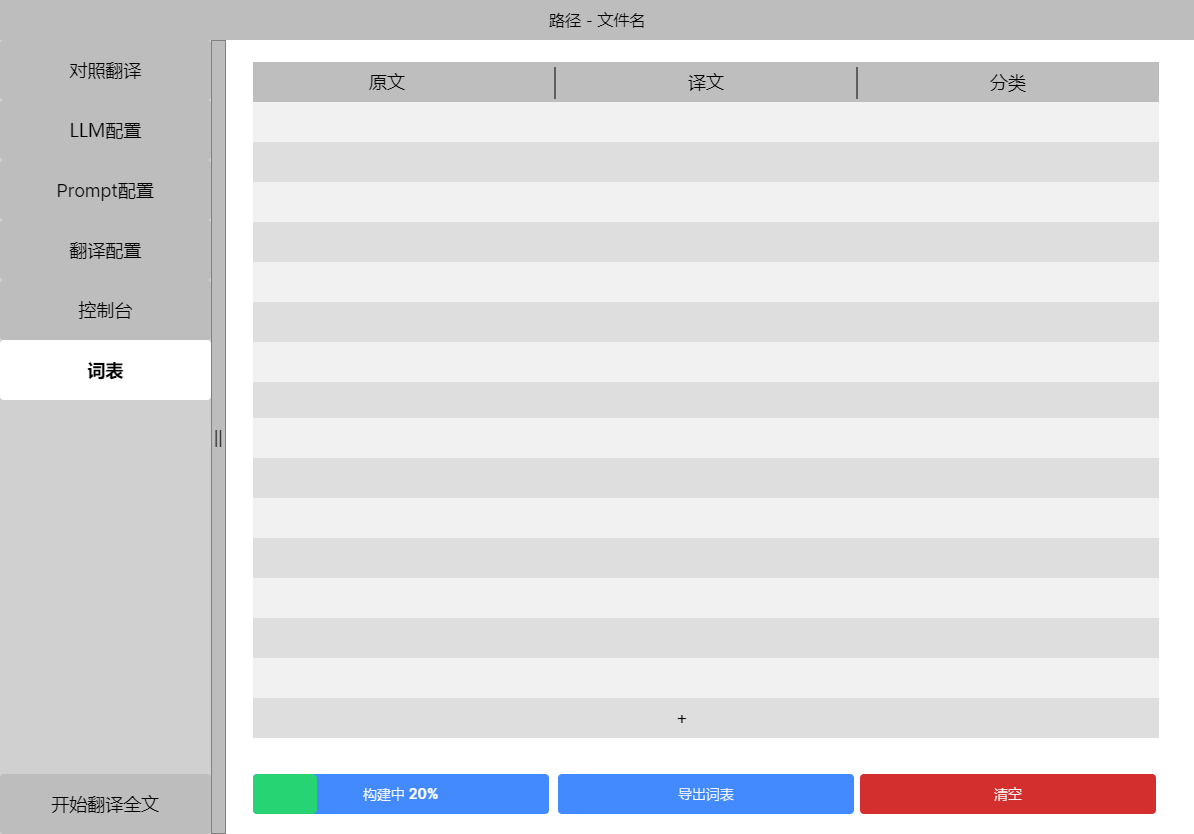 路径 - 文件名
对照翻译
LLM配置
Prompt配置
翻译配置
控制台
词表
||
开始翻译全文
原文 译文 分类
+
构建中 20% 导出词表 清空